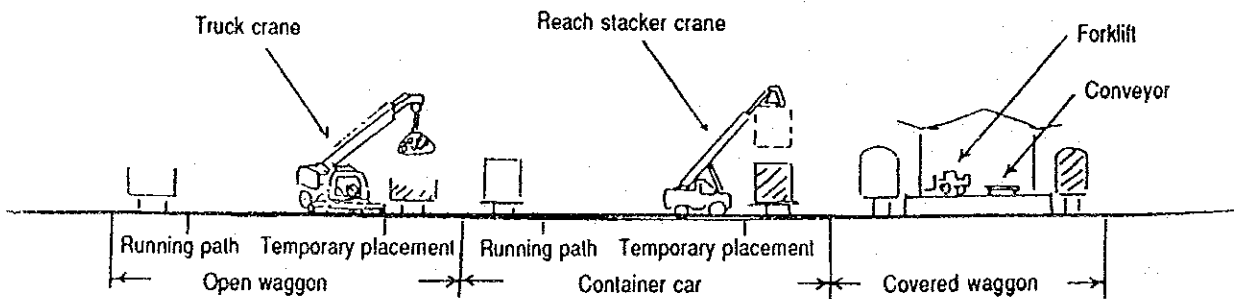 Truck crane
Reach stacker crane
Forklift
Conveyor
Running path
Temporary placement
Running path
Temporary placement
Open waggon
Container car
Covered waggon